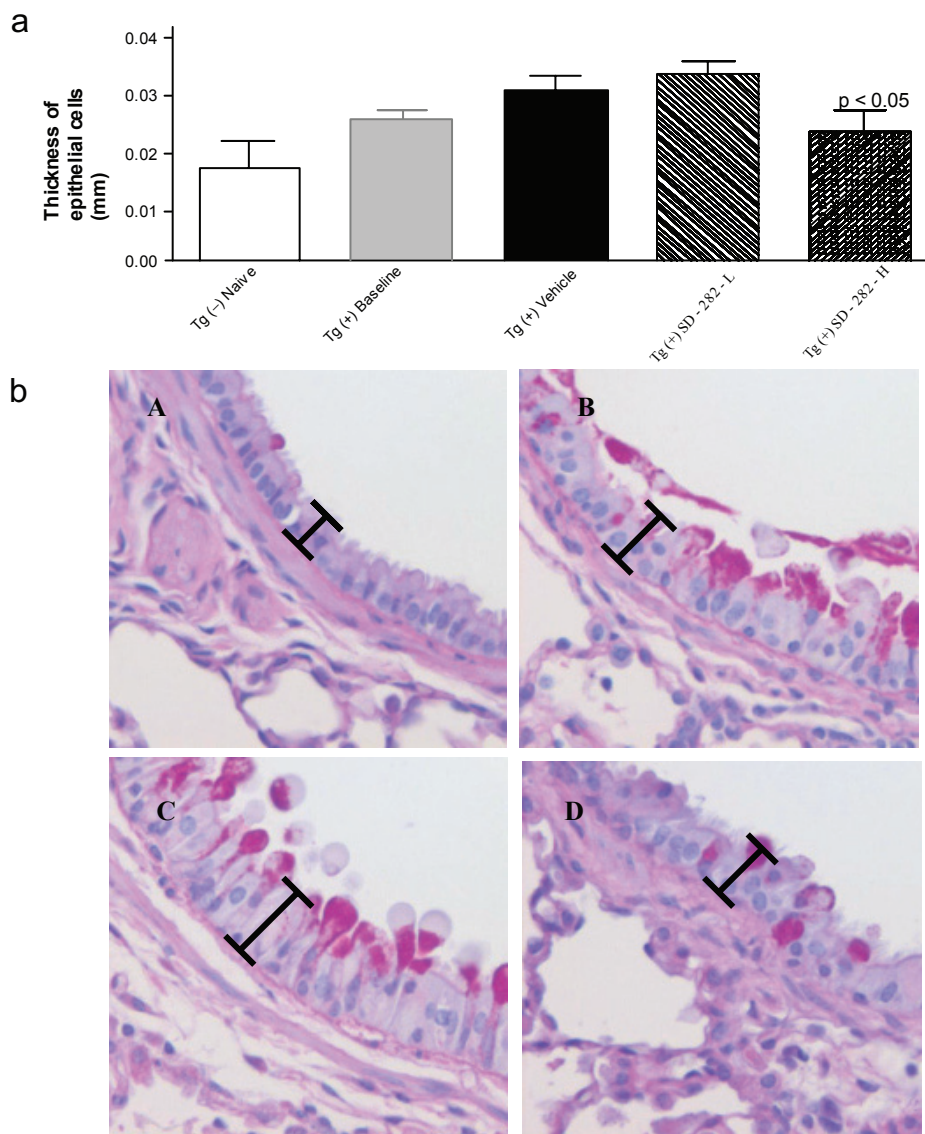 a
0.04
0.03
0.02
0.01
0.00
Thickness of
epithelial cells
(mm)
p < 0.05
Tg (–) Naive
Tg (+) Baseline
Tg (+) Vehicle
Tg (+) SD - 282 - L
Tg (+) SD - 282 - H
b
A
B
C
D